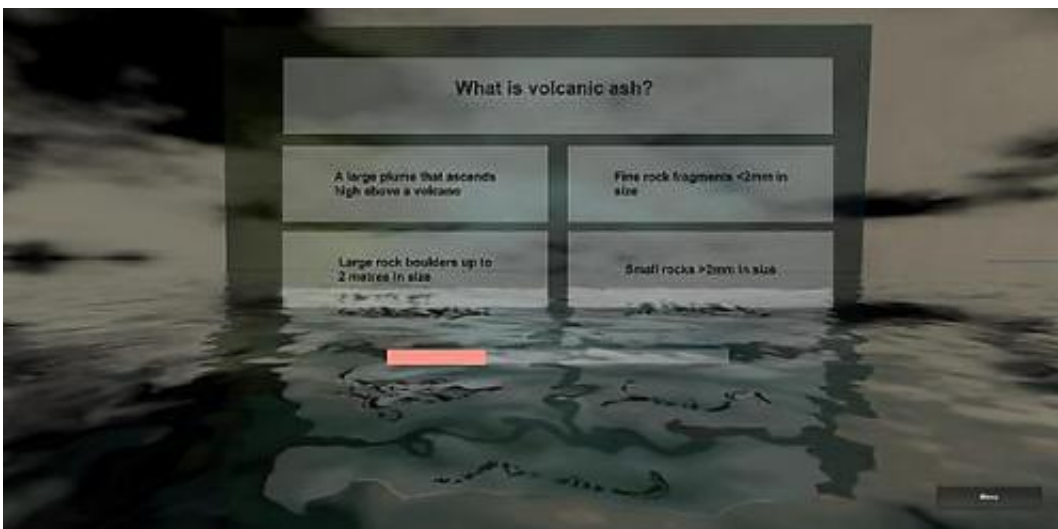 What is volcanic ash?
A large plume that ascends
high above a volcano
Fine rock fragments <2mm in
size
Large rock boulders up to
2 metres in size
Small rocks >2mm in size
Menu